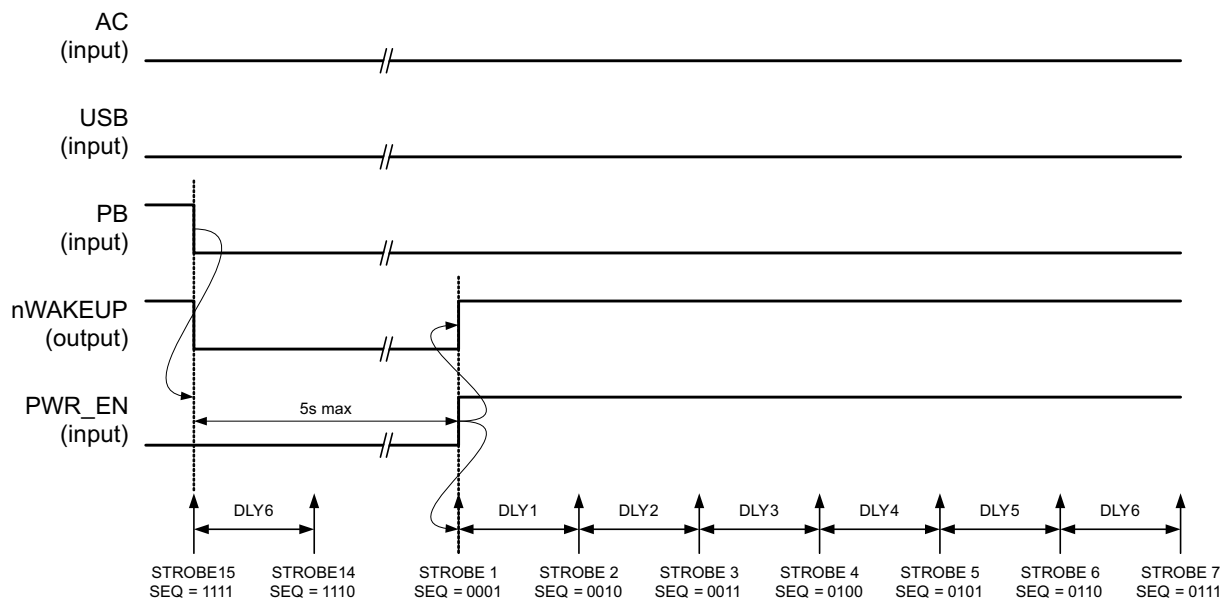 AC
(input)
USB
(input)
PB
(input)
nWAKEUP
(output)
PWR_EN
(input)
5s max
DLY6
DLY1
DLY2
DLY3
DLY4
DLY5
DLY6
STROBE15
SEQ = 1111
STROBE14
SEQ = 1110
STROBE 1
SEQ = 0001
STROBE 2
SEQ = 0010
STROBE 3
SEQ = 0011
STROBE 4
SEQ = 0100
STROBE 5
SEQ = 0101
STROBE 6
SEQ = 0110
STROBE 7
SEQ = 0111